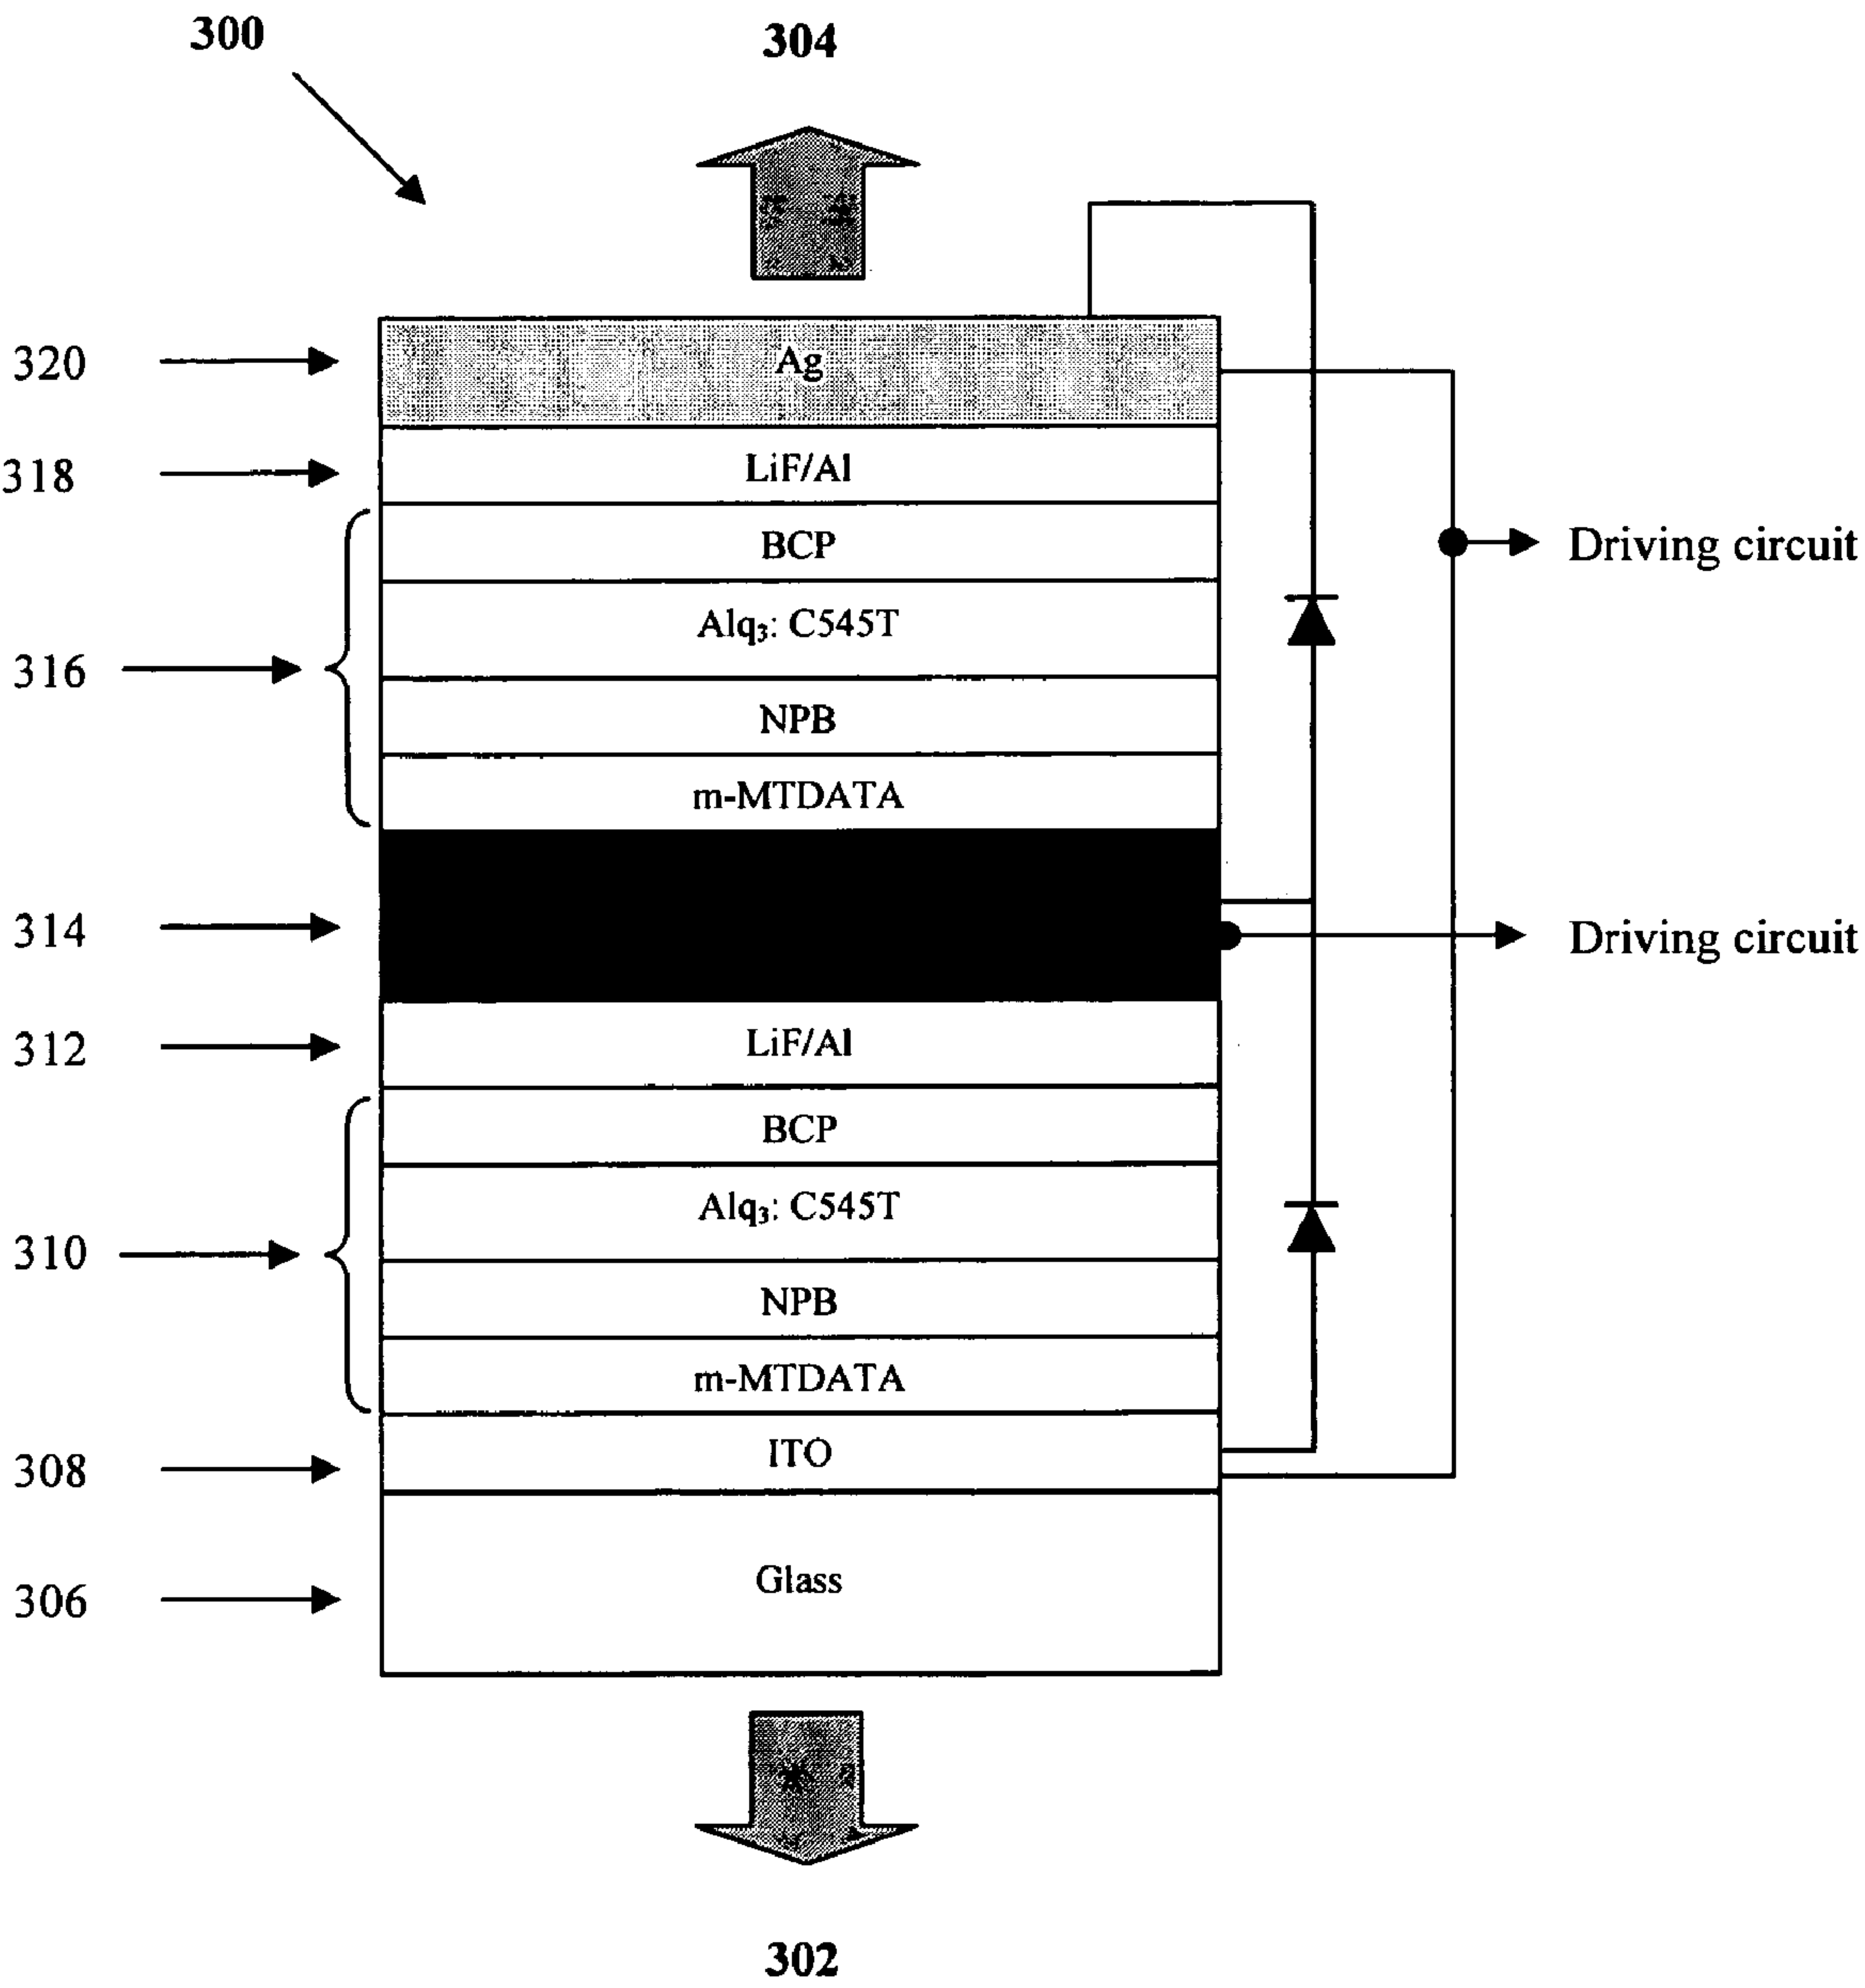 300
304
320
Ag
318
LiF/Al
BCP
Driving circuit
Alq₃: C545T
316
NPB
m-MTDATA
314
Driving circuit
312
LiF/Al
BCP
Alq₃: C545T
310
NPB
m-MTDATA
308
ITO
306
Glass
302